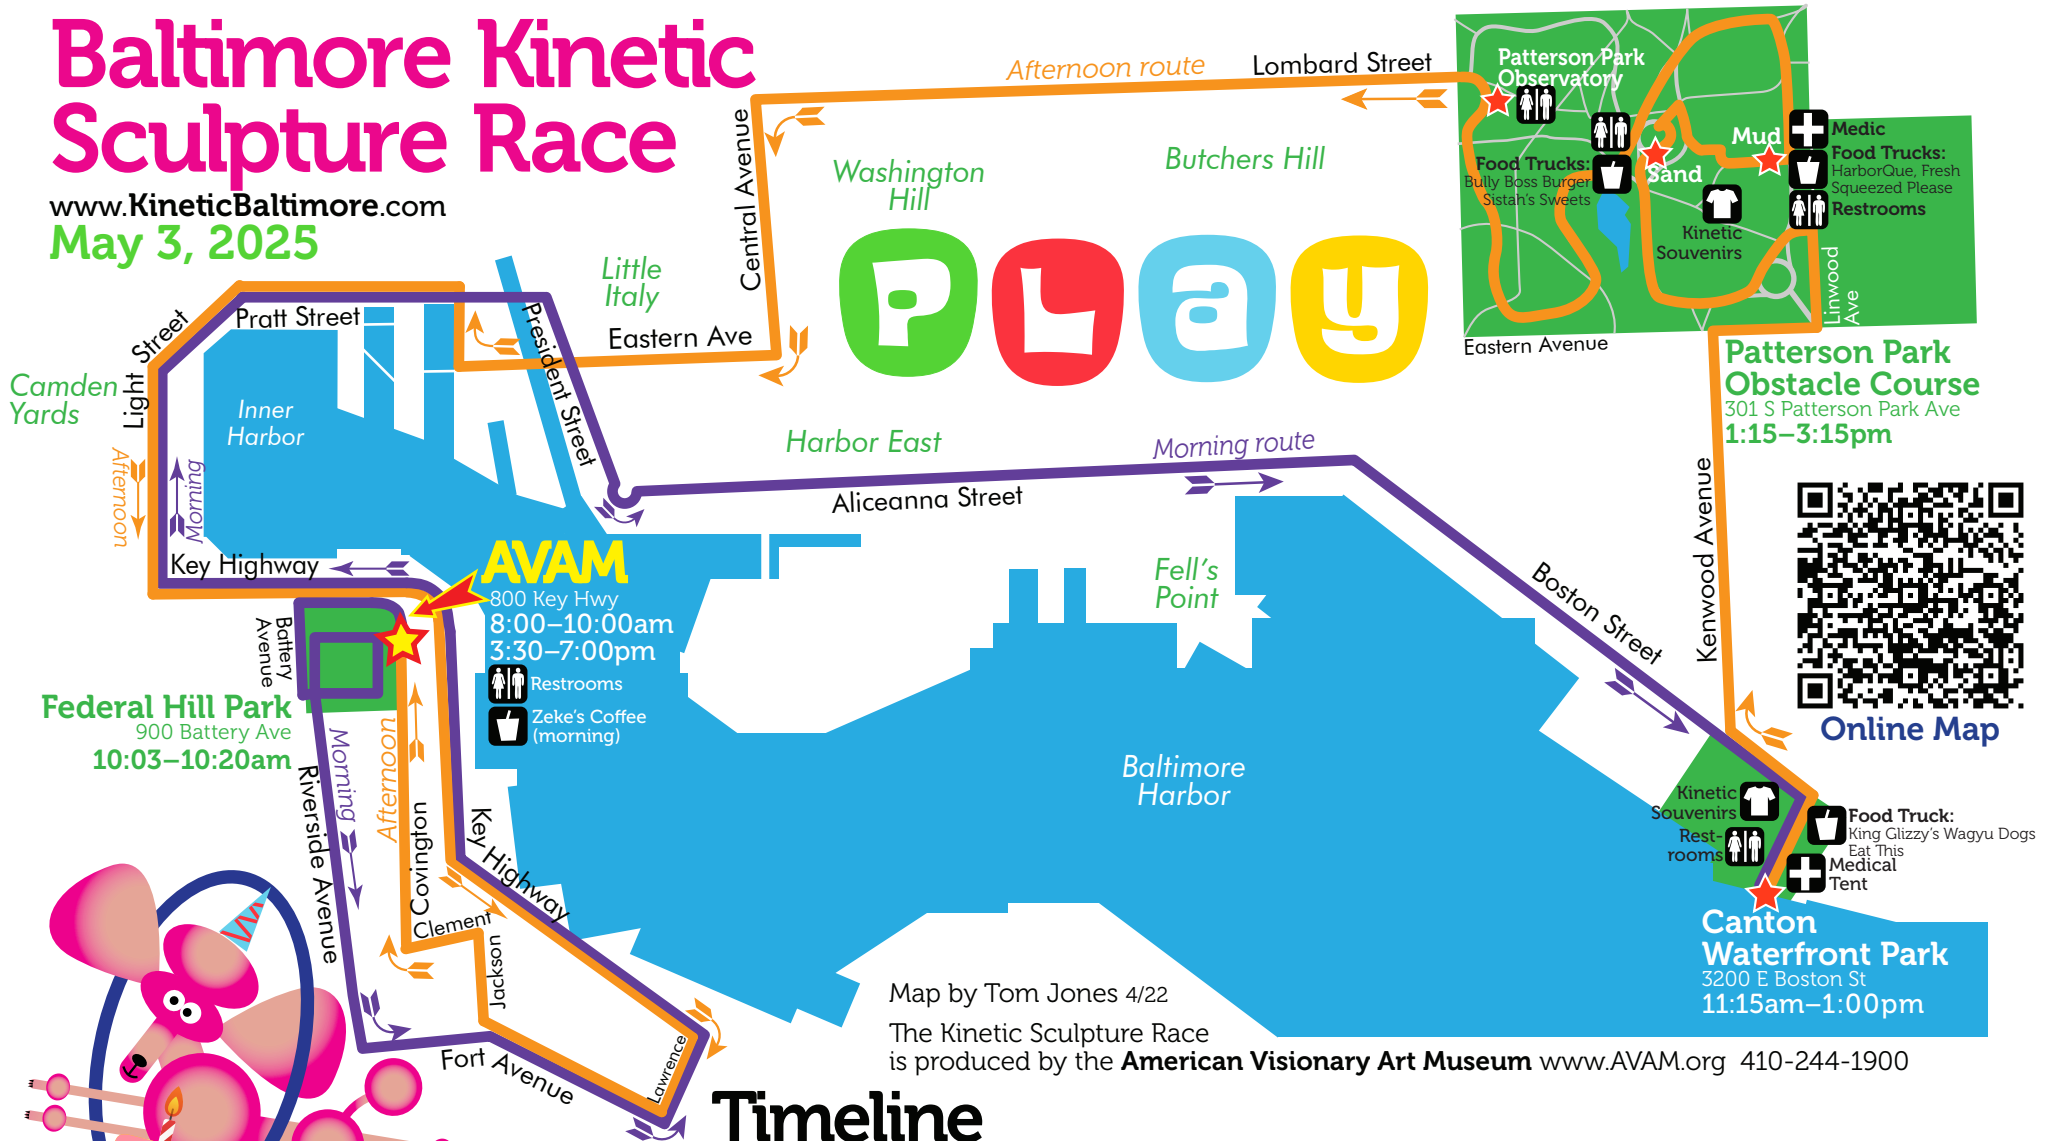 Baltimore Kinetic
Sculpture Race
www.KineticBaltimore.com
May 3, 2025
Afternoon route
Lombard Street
Central Avenue
Washington
Hill
Butchers Hill
Little
Italy
Eastern Ave
PLay
Patterson Park
Observatory
Food Trucks:
Bully Boss Burger
Sistah's Sweets
Sand
Mud
Medic
Food Trucks:
HarborQue, Fresh
Squeezed Please
Restrooms
Kinetic
Souvenirs
Linwood
Ave
Eastern Avenue
Patterson Park
Obstacle Course
301 S Patterson Park Ave
1:15–3:15pm
Pratt Street
Light Street
President Street
Camden
Yards
Inner
Harbor
Afternoon
Morning
Key Highway
Harbor East
Morning route
Aliceanna Street
Fell's
Point
Boston Street
Kenwood Avenue
Online Map
AVAM
800 Key Hwy
8:00–10:00am
3:30–7:00pm
Restrooms
Zeke's Coffee
(morning)
Battery
Avenue
Federal Hill Park
900 Battery Ave
10:03–10:20am
Morning
Afternoon
Riverside Avenue
Covington
Key Highway
Clement
Jackson
Fort Avenue
Lawrence
Baltimore
Harbor
Kinetic
Souvenirs
Rest-
rooms
Food Truck:
King Glizzy's Wagyu Dogs
Eat This
Medical
Tent
Canton
Waterfront Park
3200 E Boston St
11:15am–1:00pm
Map by Tom Jones 4/22
The Kinetic Sculpture Race
is produced by the American Visionary Art Museum www.AVAM.org 410-244-1900
Timeline